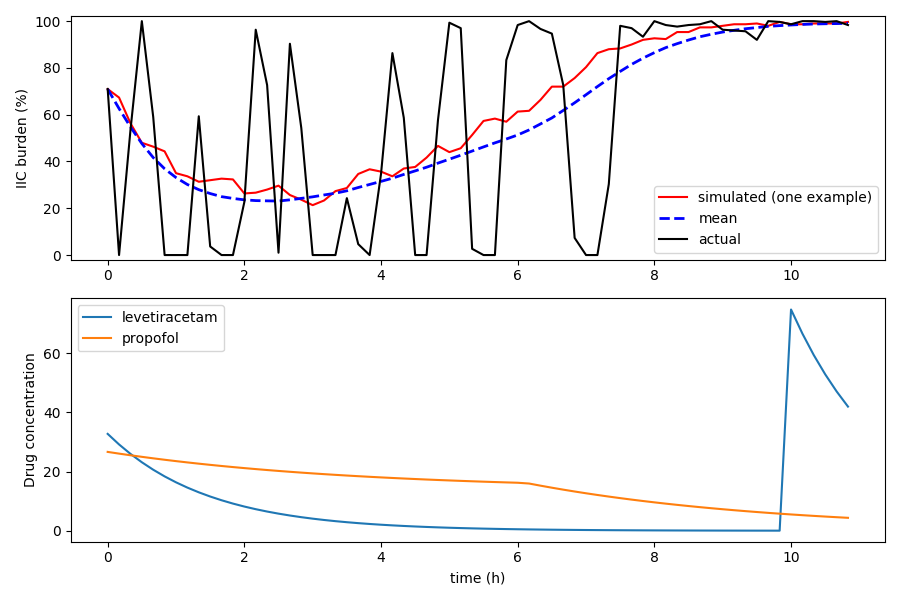 100
80
60
40
20
0
IIC burden (%)
simulated (one example)
mean
actual
0 2 4 6 8 10
levetiracetam
propofol
60
40
20
0
Drug concentration
0 2 4 6 8 10
time (h)